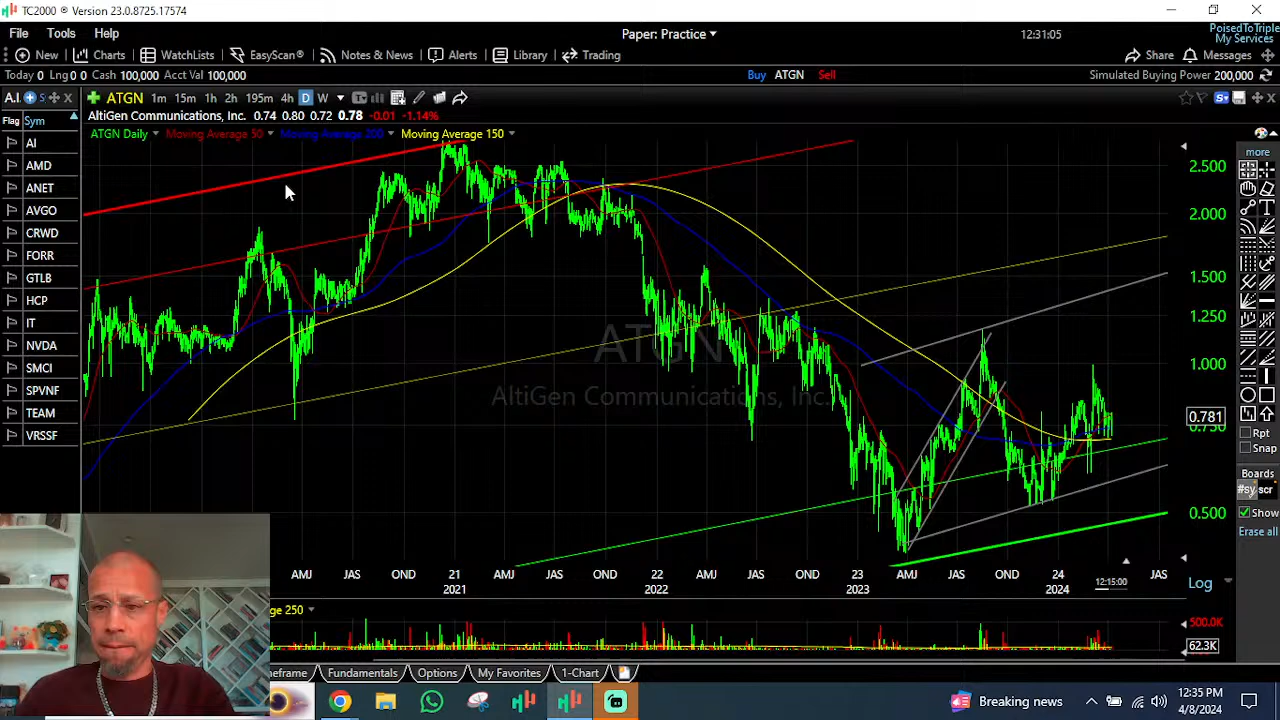 TC2000 ® Version 23.0.8725.17574
File Tools Help Paper: Practice 12:31:05 PoisedToTriple
My Services
New Charts WatchLists EasyScan® Notes & News Alerts Library Trading Share Messages
Today 0 Lng 0 0 Cash 100,000 Acct Val 100,000 Buy ATGN Sell Simulated Buying Power 200,000
A.I S ATGN 1m 15m 1h 2h 195m 4h D W
Flag Sym AltiGen Communications, Inc. 0.74 0.80 0.72 0.78 -0.01 -1.14%
ATGN Daily Moving Average 50 Moving Average 200 Moving Average 150
AI
AMD
ANET
AVGO
CRWD
FORR
GTLB
HCP
IT
NVDA
SMCI
SPVNF
TEAM
VRSSF
ATGN
AltiGen Communications, Inc.
2.500
2.000
1.500
1.250
1.000
0.781
0.750
0.500
more
Rpt
Snap
Boards
#sy scr
Show
Erase all
AMJ JAS OND 21 AMJ JAS OND 22 AMJ JAS OND 23 AMJ JAS OND 24 JAS
2021 2022 2023 2024 12:15:00
Log
ge 250
500.0K
62.3K
eframe Fundamentals Options My Favorites 1-Chart
Breaking news 12:35 PM
4/8/2024